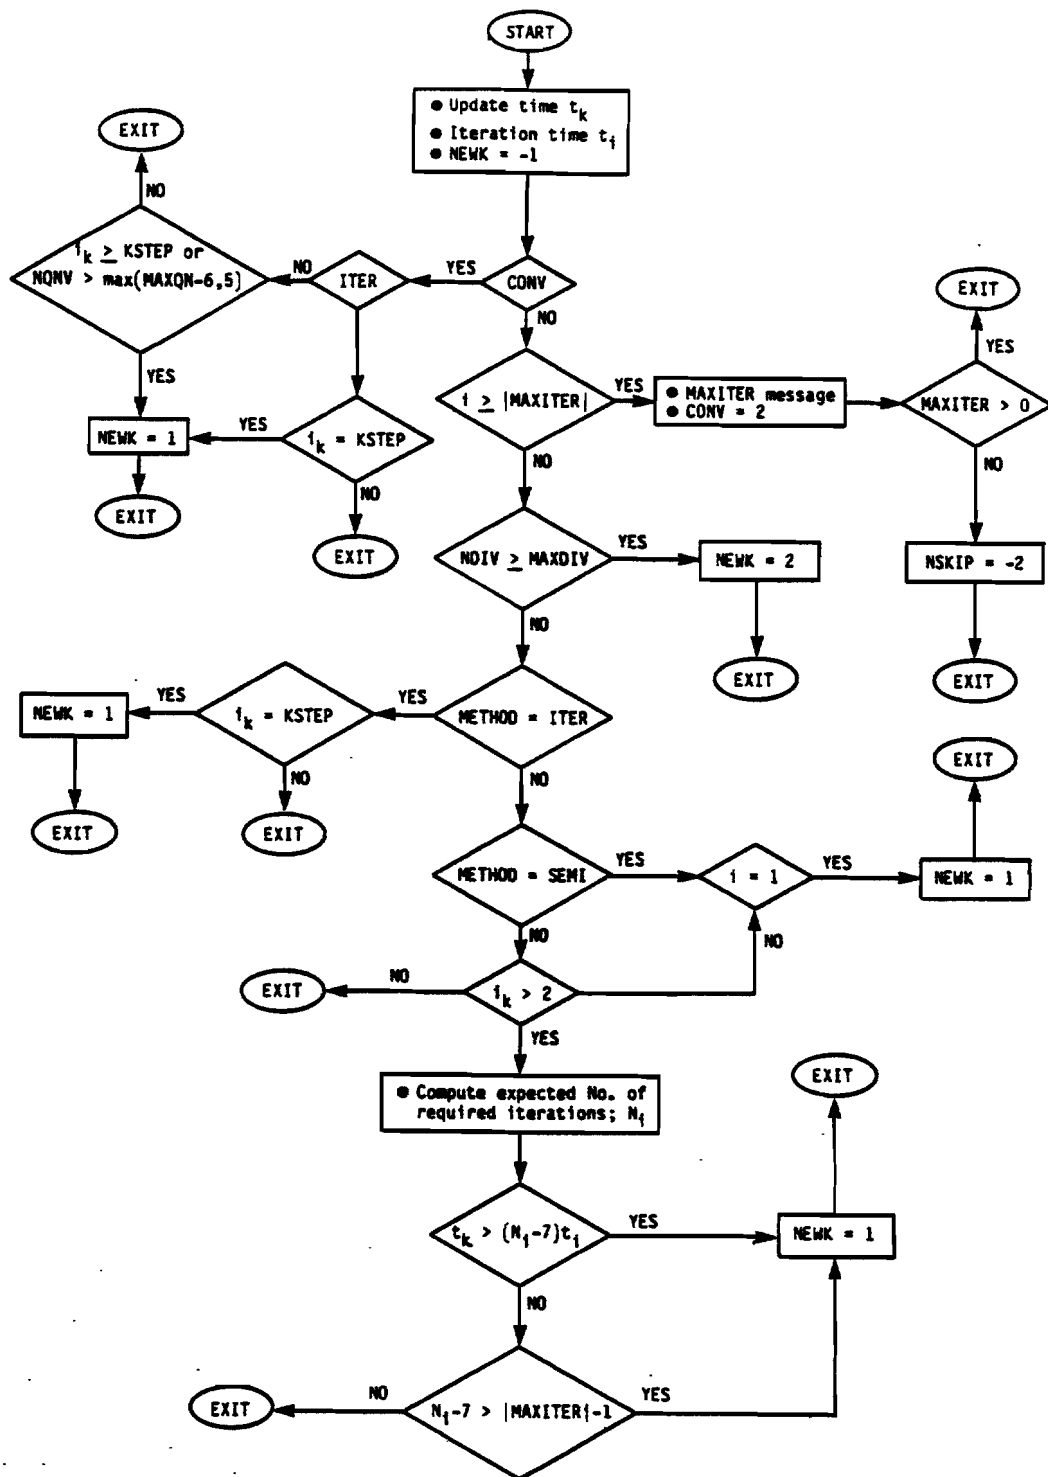 START
● Update time t_k
● Iteration time t_i
● NEWK = -1
EXIT
NO
i_k ≥ KSTEP or
NQNV > max(MAXQN-6,5)
NO
ITER
YES
CONV
NO
EXIT
YES
YES
i ≥ |MAXITER|
YES
● MAXITER message
● CONV = 2
MAXITER > 0
NEWK = 1
YES
i_k = KSTEP
NO
NO
NO
EXIT
EXIT
NDIV ≥ MAXDIV
YES
NEWK = 2
NSKIP = -2
NO
EXIT
EXIT
NEWK = 1
YES
i_k = KSTEP
YES
METHOD = ITER
NO
NO
EXIT
EXIT
EXIT
METHOD = SEMI
YES
i = 1
YES
NEWK = 1
NO
NO
EXIT
NO
i_k > 2
YES
● Compute expected No. of
required iterations; N_i
EXIT
t_k > (N_i-7)t_i
YES
NEWK = 1
NO
EXIT
NO
N_i-7 > |MAXITER|-1
YES